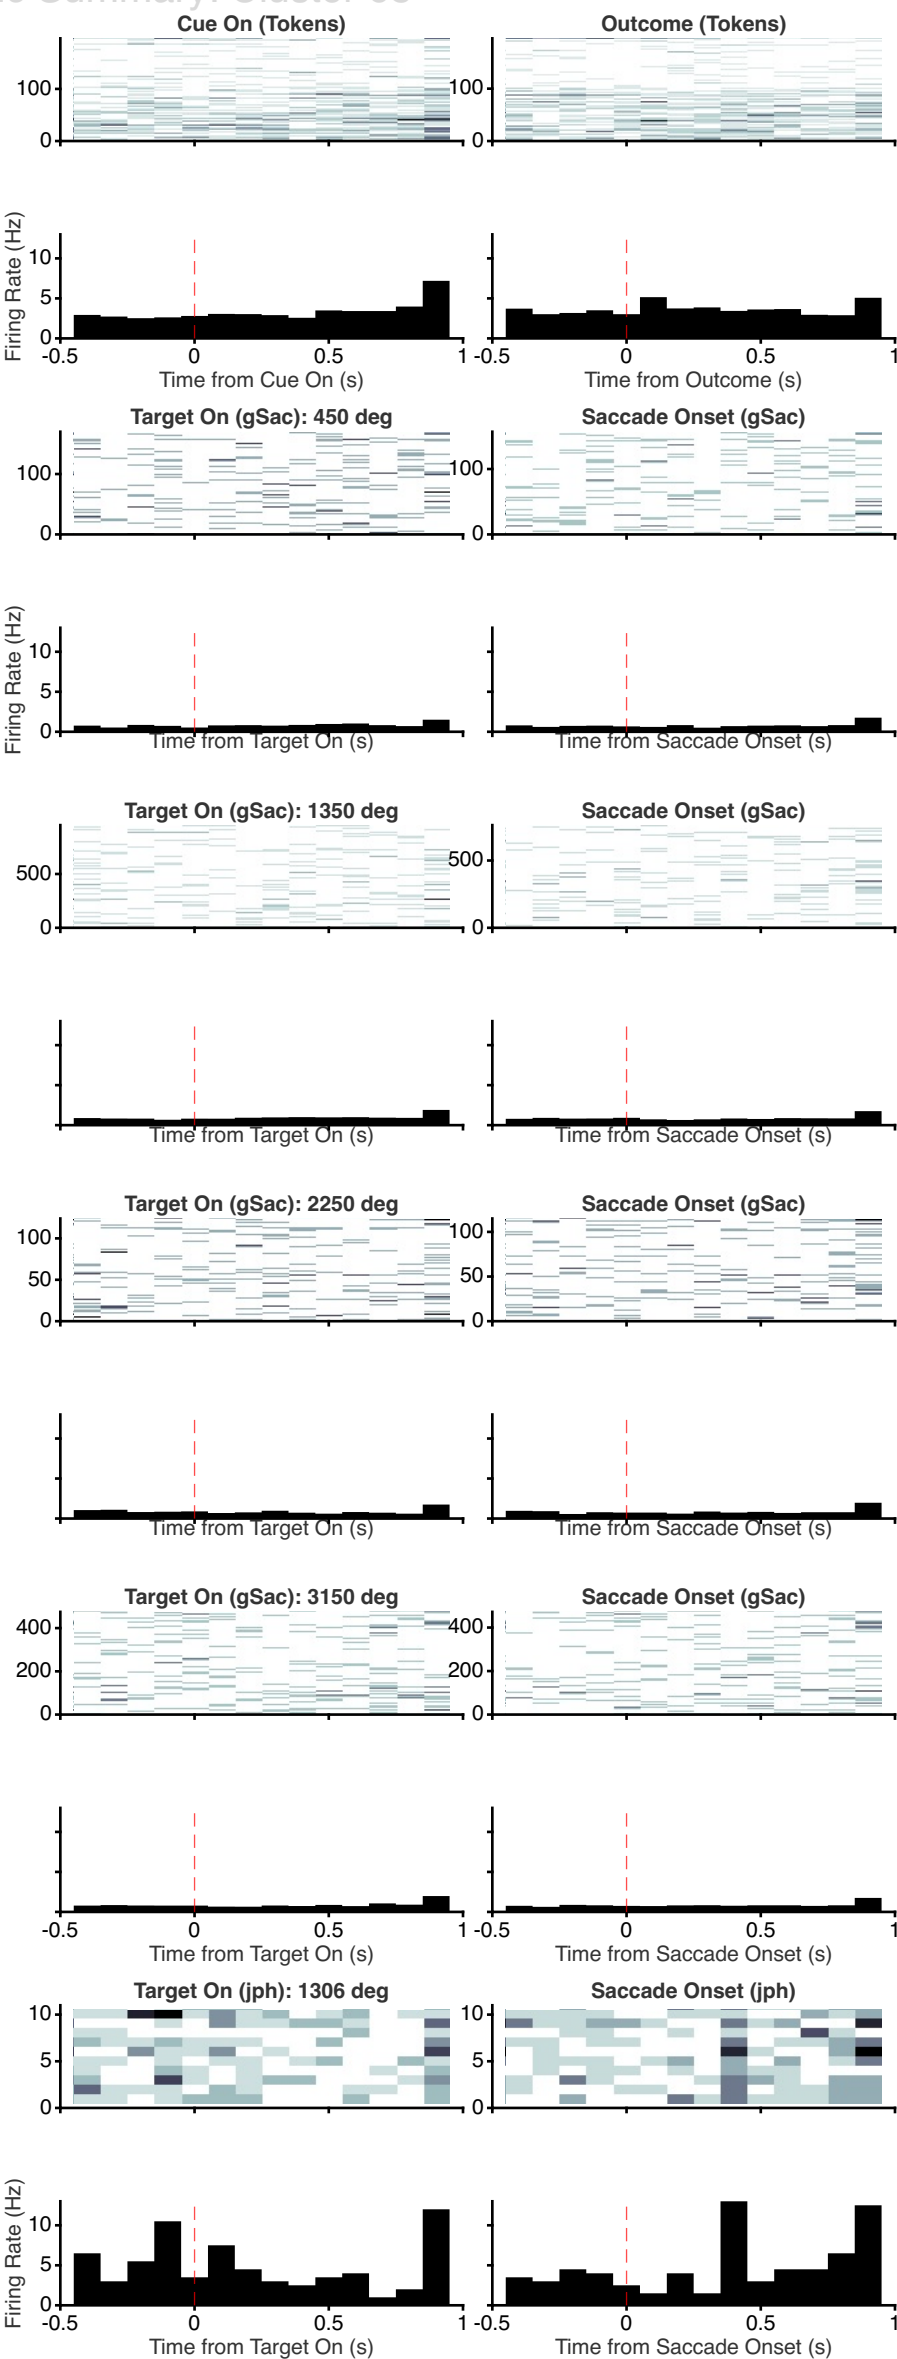 Summary: Cluster
Cue On (Tokens) Outcome (Tokens)
100 100
0 0
Firing Rate (Hz)
10
5
0
-0.5 0 0.5 1 -0.5 0 0.5 1
Time from Cue On (s) Time from Outcome (s)
Target On (gSac): 450 deg Saccade Onset (gSac)
100 100
0 0
Firing Rate (Hz)
10
5
0
Time from Target On (s) Time from Saccade Onset (s)
Target On (gSac): 1350 deg Saccade Onset (gSac)
500 500
0 0
Time from Target On (s) Time from Saccade Onset (s)
Target On (gSac): 2250 deg Saccade Onset (gSac)
100 100
50 50
0 0
Time from Target On (s) Time from Saccade Onset (s)
Target On (gSac): 3150 deg Saccade Onset (gSac)
400 400
200 200
0 0
-0.5 0 0.5 1 -0.5 0 0.5 1
Time from Target On (s) Time from Saccade Onset (s)
Target On (jph): 1306 deg Saccade Onset (jph)
10 10
5 5
0 0
Firing Rate (Hz)
10
5
0
-0.5 0 0.5 1 -0.5 0 0.5 1
Time from Target On (s) Time from Saccade Onset (s)